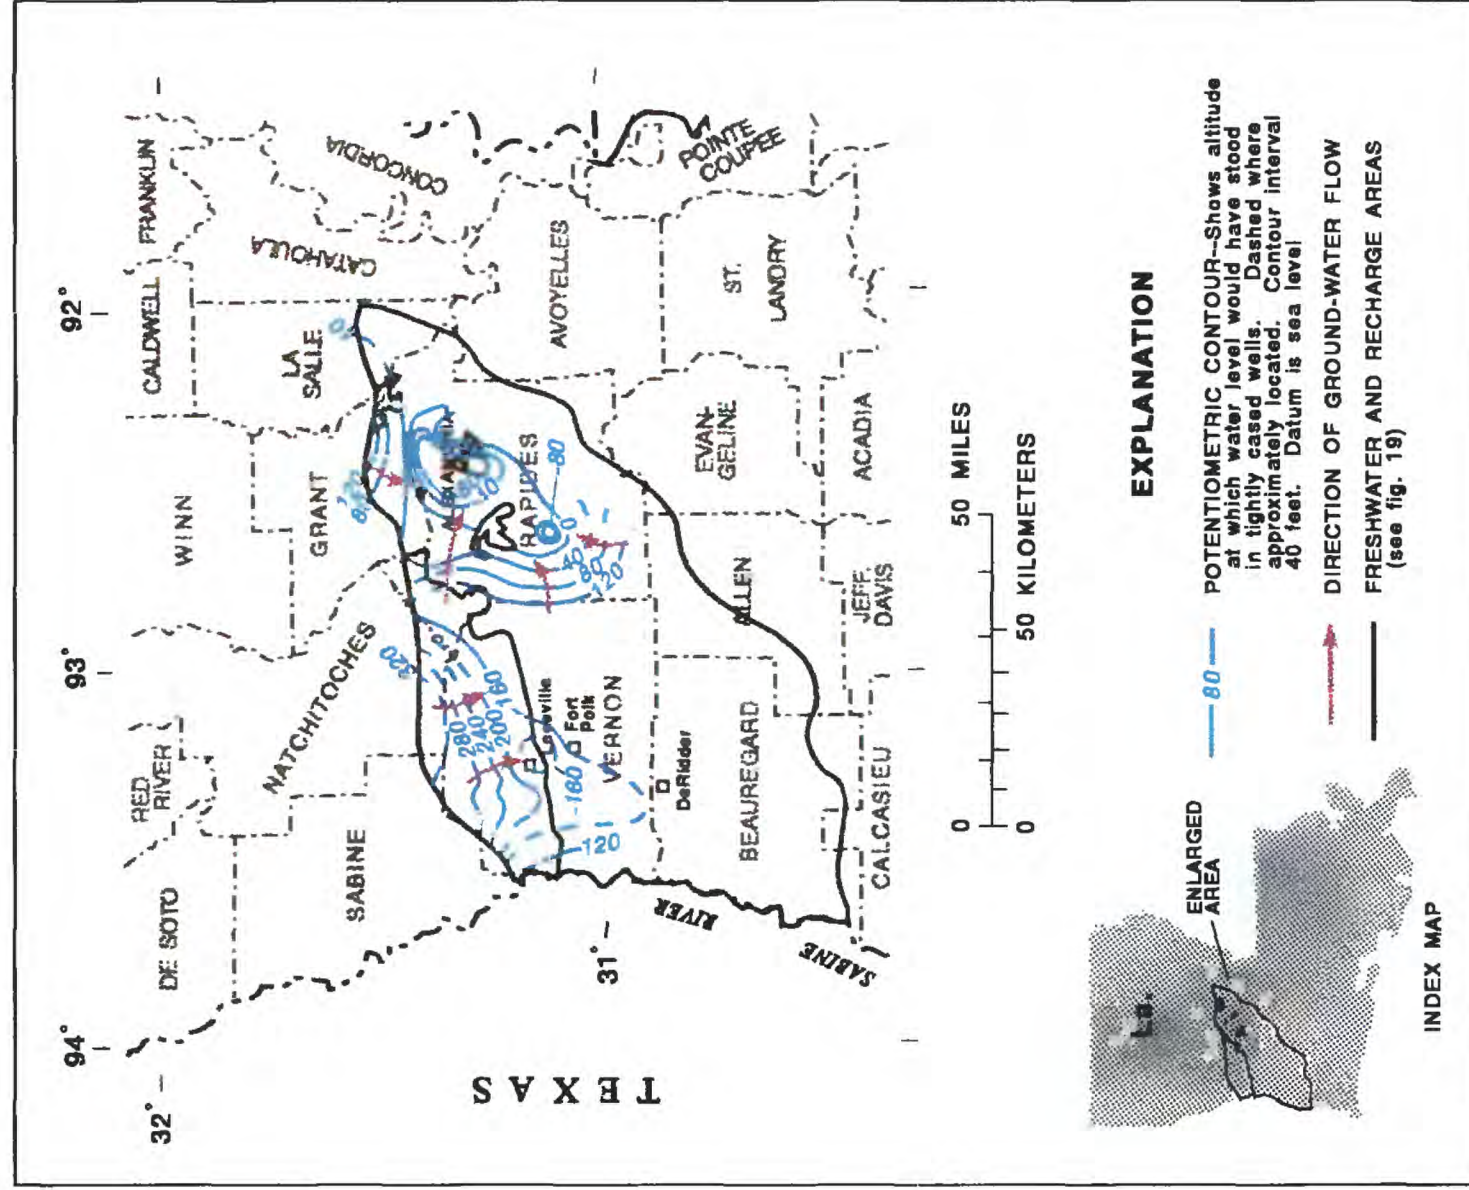 94°
93°
92°
32°
31°
DE SOTO
RED
RIVER
WINN
CALDWELL
FRANKLIN
NATCHITOCHES
GRANT
LA
SALLE
CATAHOULA
CONCORDIA
SABINE
VERNON
RAPIDES
AVOYELLES
POINTE
COUPEE
Fort
Polk
DeRidder
BEAUREGARD
ALLEN
EVAN-
GELINE
ST.
LANDRY
CALCASIEU
JEFF.
DAVIS
ACADIA
TEXAS
SABINE
RIVER
320
280
240
200
160
160
120
0
40
80
120
80
0
0 50 MILES
0 50 KILOMETERS
EXPLANATION
80 POTENTIOMETRIC CONTOUR--Shows altitude
at which water level would have stood
in tightly cased wells. Dashed where
approximately located. Contour interval
40 feet. Datum is sea level
DIRECTION OF GROUND-WATER FLOW
FRESHWATER AND RECHARGE AREAS
(see fig. 19)
La.
ENLARGED
AREA
INDEX MAP